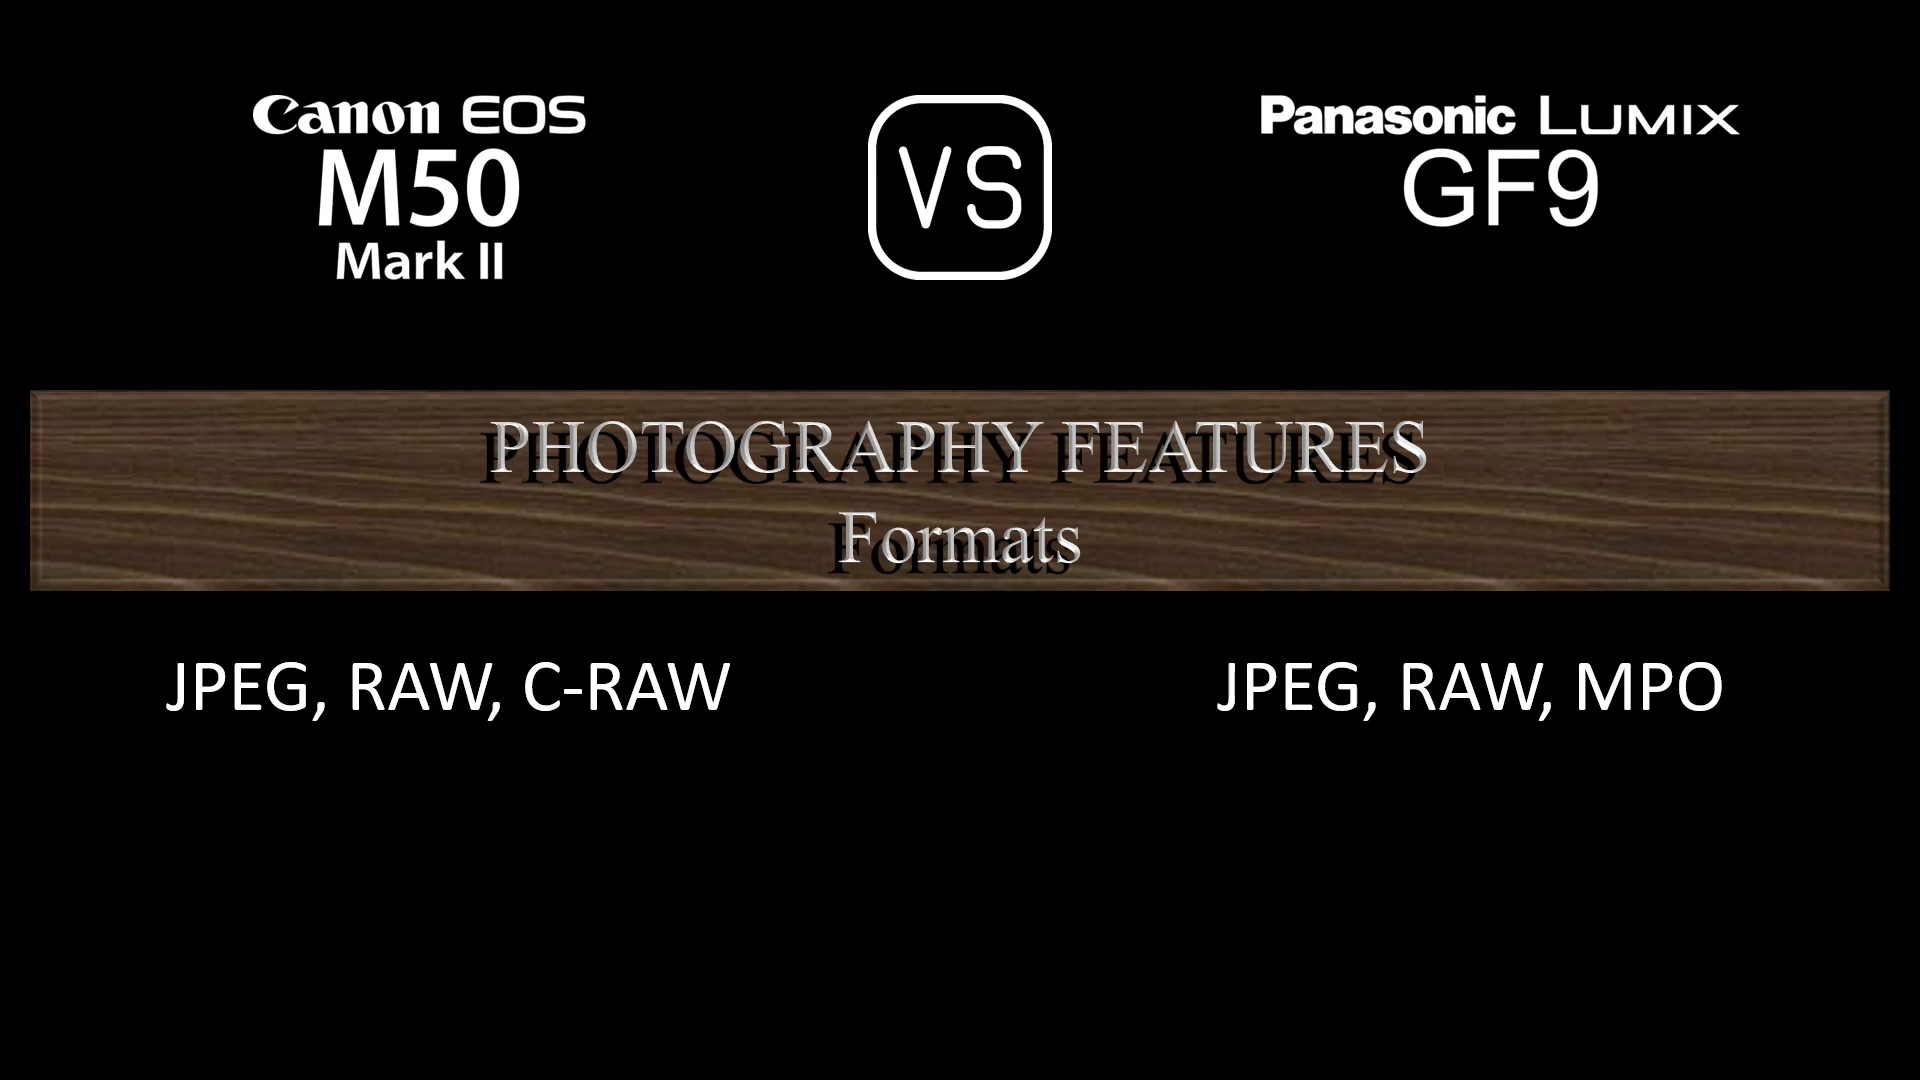 Canon EOS
M50
Mark II
VS
Panasonic LUMIX
GF9
PHOTOGRAPHY FEATURES
Formats
JPEG, RAW, C-RAW
JPEG, RAW, MPO